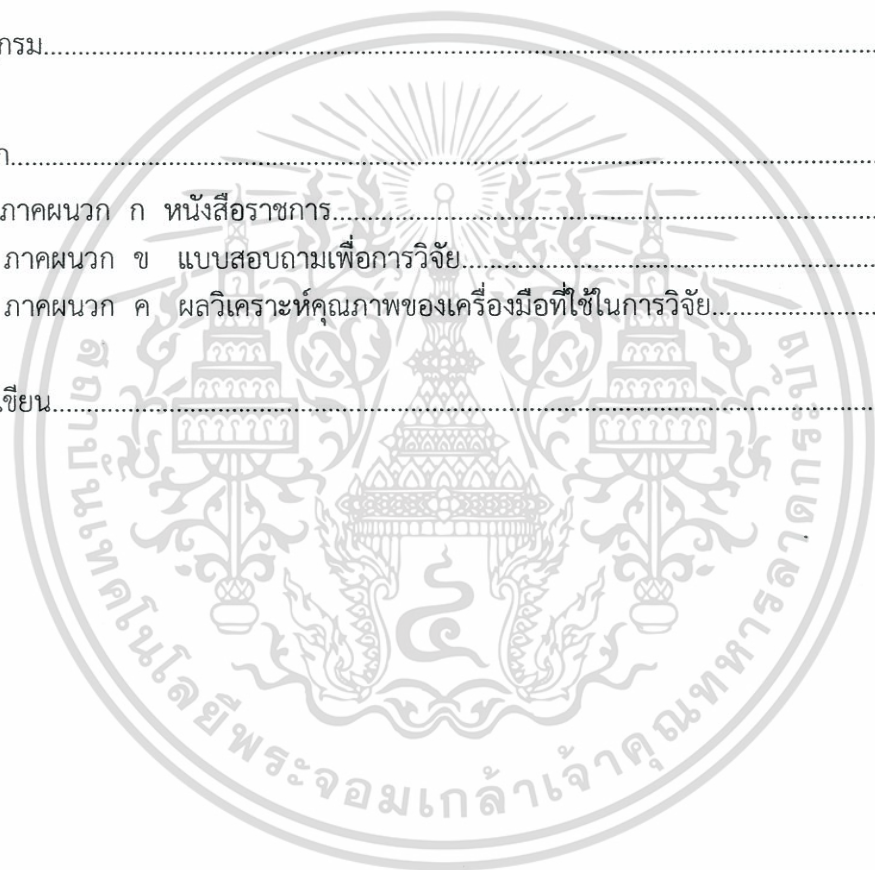 กรม
ก
ภาคผนวก ก หนังสือราชการ
ภาคผนวก ข แบบสอบถามเพื่อการวิจัย
ภาคผนวก ค ผลวิเคราะห์คุณภาพของเครื่องมือที่ใช้ในการวิจัย
เขียน
สถาบันเทคโนโลยีพระจอมเกล้าเจ้าคุณทหารลาดกระบัง